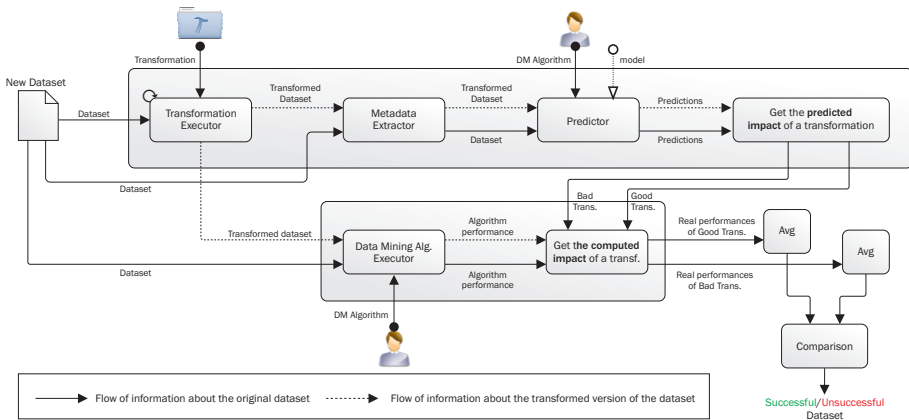 Transformation
DM Algorithm
model
New Dataset
Dataset
Transformation
Executor
Transformed
Dataset
Metadata
Extractor
Transformed
Dataset
Dataset
Predictor
Predictions
Predictions
Get the predicted
impact of a transformation
Dataset
Bad
Trans.
Good
Trans.
Transformed dataset
Dataset
Data Mining Alg.
Executor
Algorithm
performance
Algorithm
performance
Get the computed
impact of a transf.
Real performances
of Good Trans.
Real performances
of Bad Trans.
Avg
Avg
DM Algorithm
Comparison
Successful/Unsuccessful
Dataset
Flow of information about the original dataset
Flow of information about the transformed version of the dataset